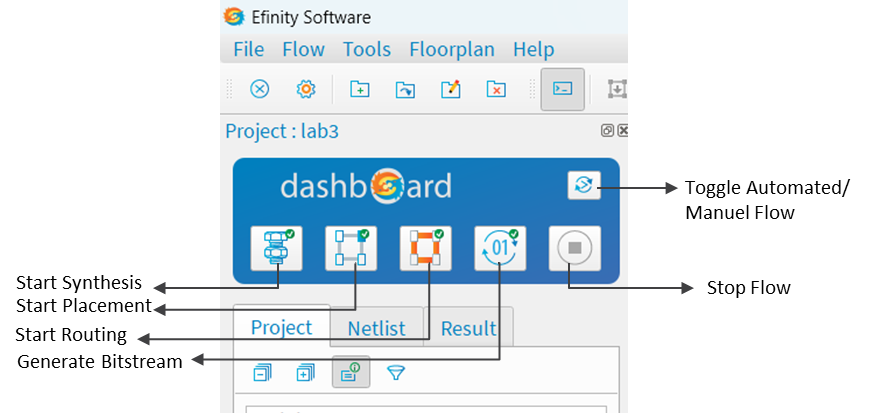 Efinity Software
File Flow Tools Floorplan Help
Project : lab3
dashboard
Toggle Automated/
Manuel Flow
01
Start Synthesis
Start Placement
Start Routing
Generate Bitstream
Stop Flow
Project Netlist Result